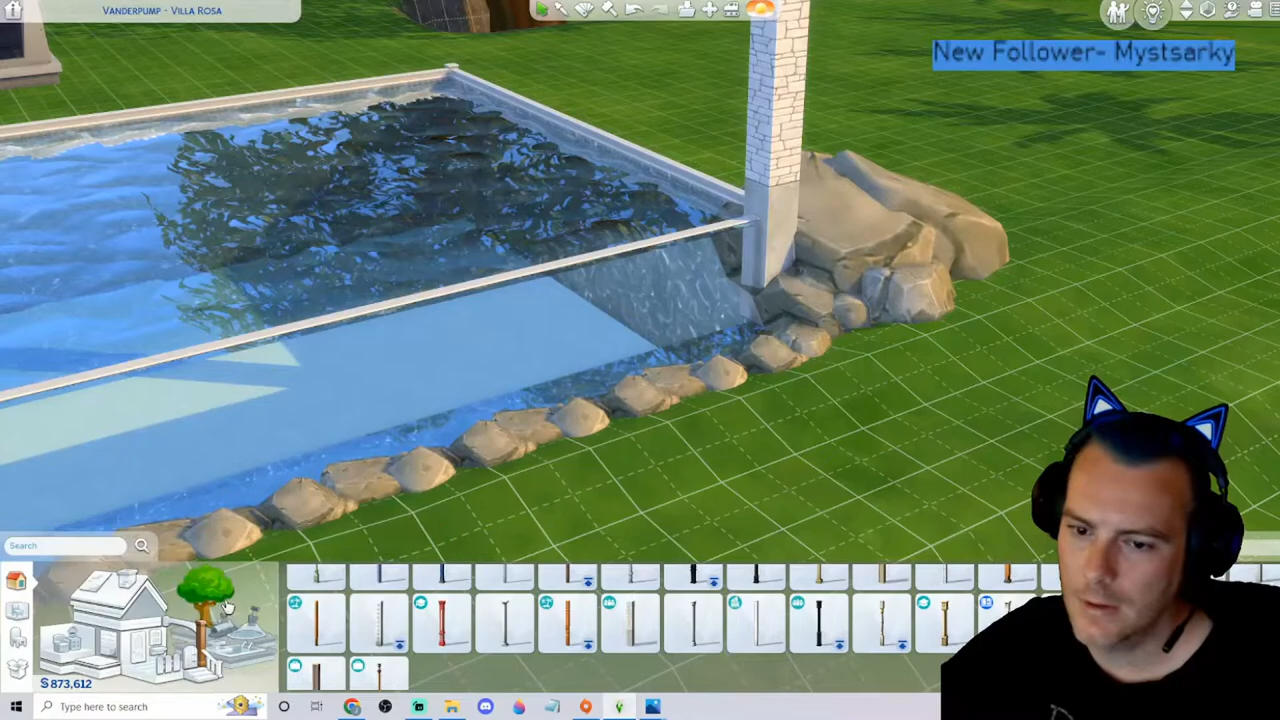 VANDERPUMP - VILLA ROSA
New Follower- Mystsarky
Search
$873,612
Type here to search